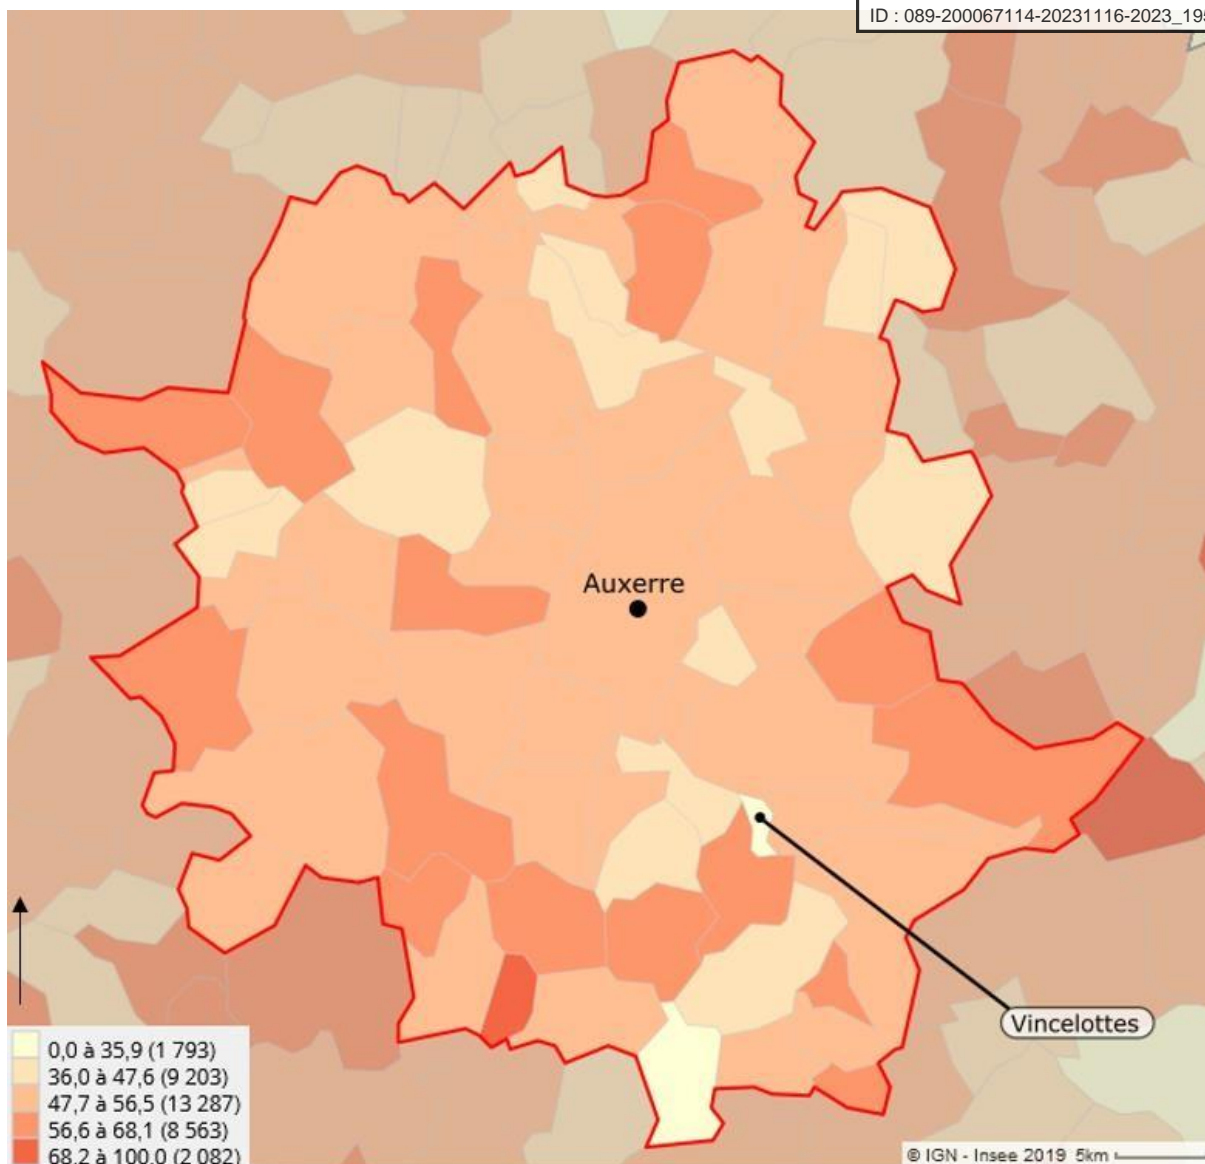 ID : 089-200067114-20231116-2023_195
Auxerre
Vincelottes
0,0 à 35,9 (1 793)
36,0 à 47,6 (9 203)
47,7 à 56,5 (13 287)
56,6 à 68,1 (8 563)
68,2 à 100,0 (2 082)
© IGN - Insee 2019 5km